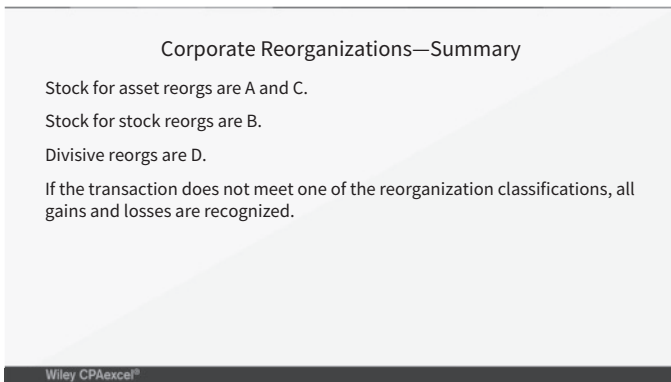 Corporate Reorganizations—Summary
Stock for asset reorgs are A and C.
Stock for stock reorgs are B.
Divisive reorgs are D.
If the transaction does not meet one of the reorganization classifications, all
gains and losses are recognized.
Wiley CPAexcel®